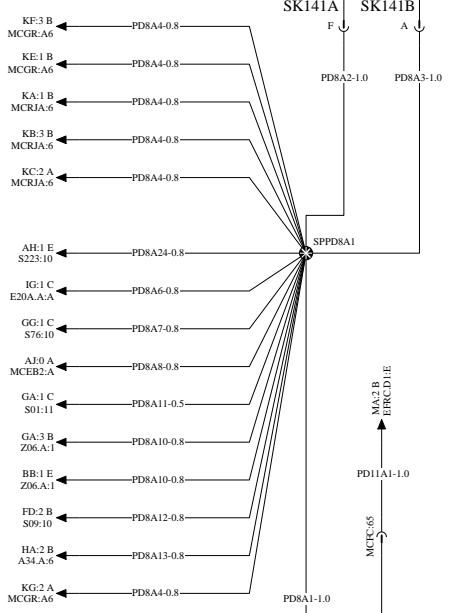 SK141A SK141B
F A
PD8A2-1.0 PD8A3-1.0
KF:3 B
MCGR:A6
PD8A4-0.8
KE:1 B
MCGR:A6
PD8A4-0.8
KA:1 B
MCRJA:6
PD8A4-0.8
KB:3 B
MCRJA:6
PD8A4-0.8
KC:2 A
MCRJA:6
PD8A4-0.8
SPPD8A1
AH:1 E
S223:10
PD8A24-0.8
IG:1 C
E20A.A:A
PD8A6-0.8
GG:1 C
S76:10
PD8A7-0.8
AJ:0 A
MCEB2:A
PD8A8-0.8
GA:1 C
S01:11
PD8A11-0.5
GA:3 B
Z06.A:1
PD8A10-0.8
BB:1 E
Z06.A:1
PD8A10-0.8
FD:2 B
S09:10
PD8A12-0.8
HA:2 B
A34.A:6
PD8A13-0.8
KG:2 A
MCGR:A6
PD8A4-0.8
PD8A1-1.0
MA:2 B
EFRC.D1:E
PD11A1-1.0
MCFC:65